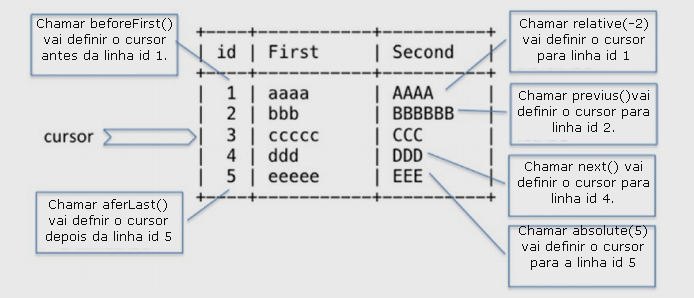 Chamar beforeFirst()
vai definir o cursor
antes da linha id 1.
id First Second
1 aaaa AAAA
2 bbb BBBBBB
3 ccccc CCC
4 ddd DDD
5 eeeee EEE
cursor
Chamar aferLast()
vai defnir o cursor
depois da linha id 5
Chamar relative(-2)
vai definir o cursor
para linha id 1
Chamar previus()vai
definir o cursor para
linha id 2.
Chamar next() vai
definir o cursor para
linha id 4.
Chamar absolute(5)
vai definir o cursor
para a linha id 5